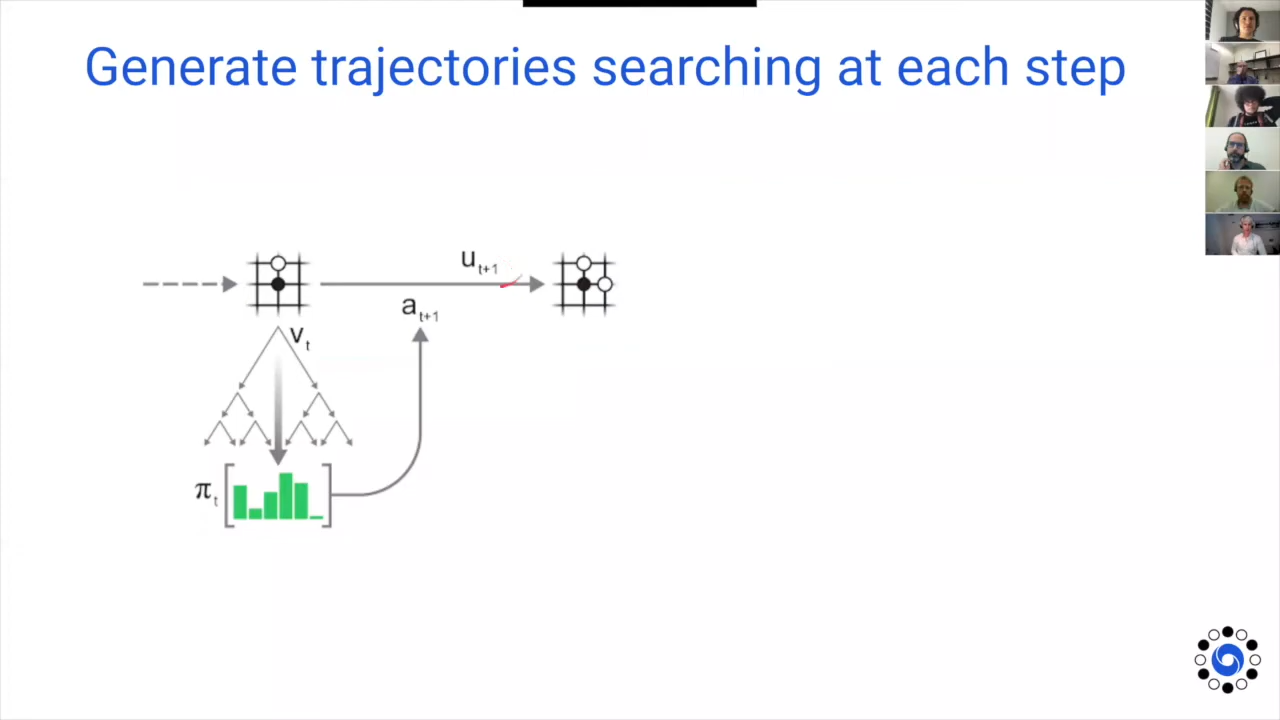 Generate trajectories searching at each step
u t+1
a t+1
v t
π t